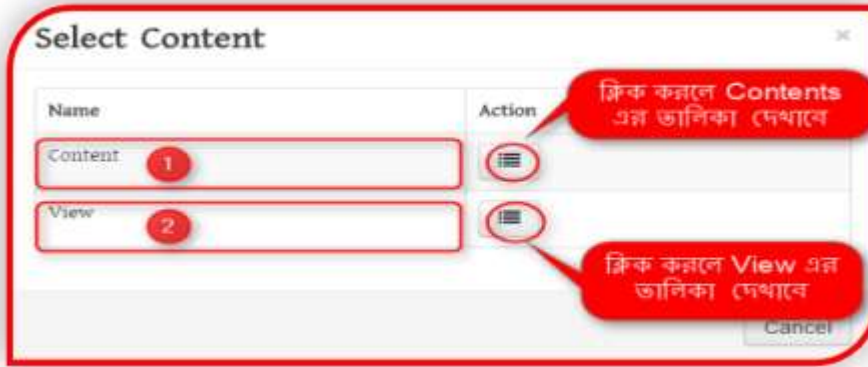 Select Content
×
Name Action
ক্লিক করলে Contents
এর তালিকা দেখাবে
Content 1
View 2
ক্লিক করলে View এর
তালিকা দেখাবে
Cancel